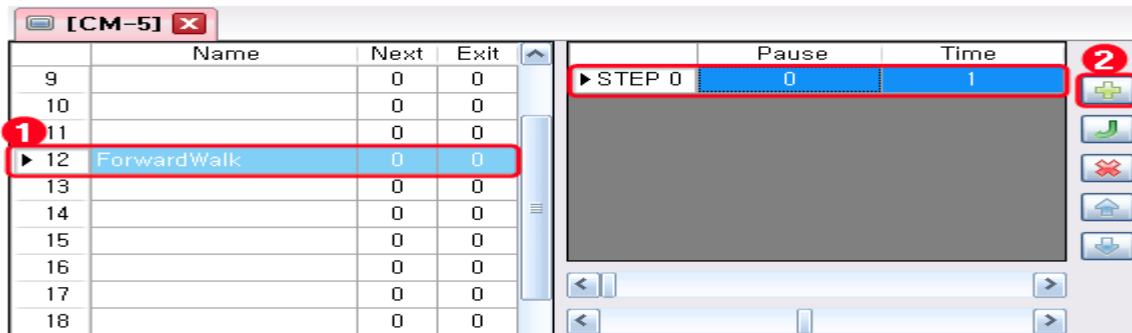 [CM-5]
Name Next Exit
9 0 0
10 0 0
11 0 0
12 ForwardWalk 0 0
13 0 0
14 0 0
15 0 0
16 0 0
17 0 0
18 0 0
Pause Time
STEP 0 0 1
1
2